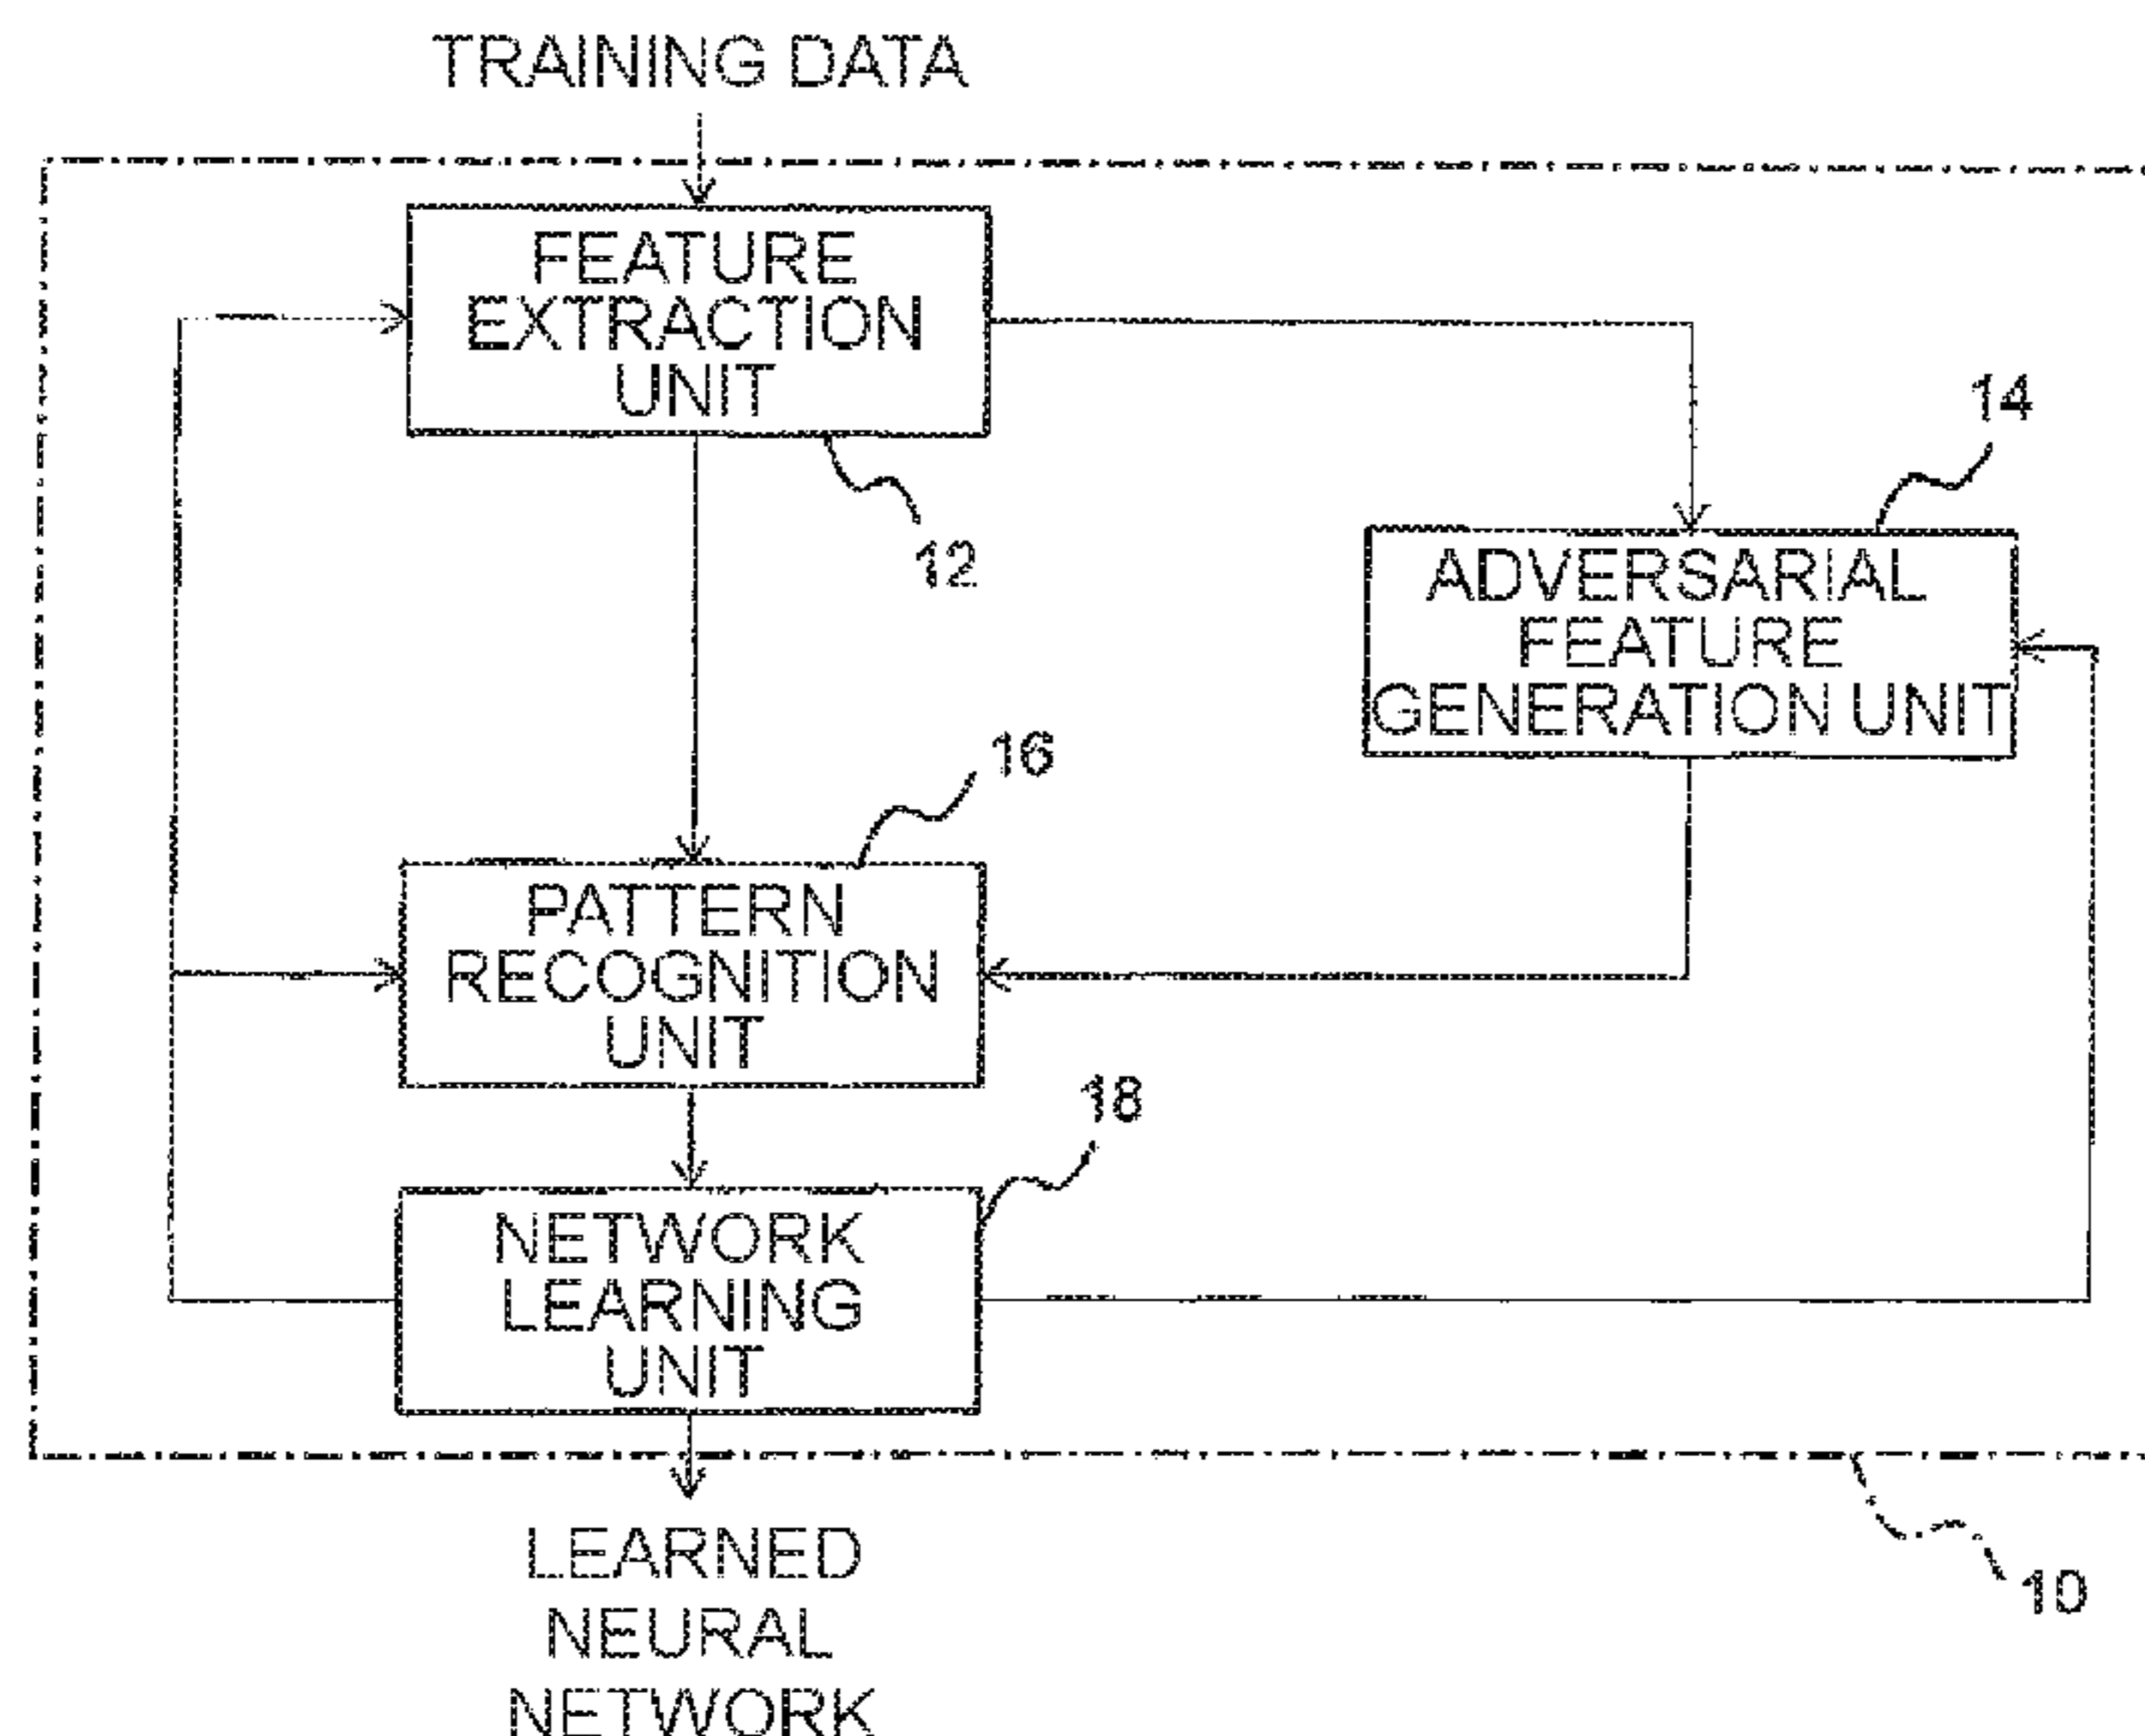 TRAINING DATA
FEATURE
EXTRACTION
UNIT
12
14
ADVERSARIAL
FEATURE
GENERATION UNIT
16
PATTERN
RECOGNITION
UNIT
18
NETWORK
LEARNING
UNIT
10
LEARNED
NEURAL
NETWORK